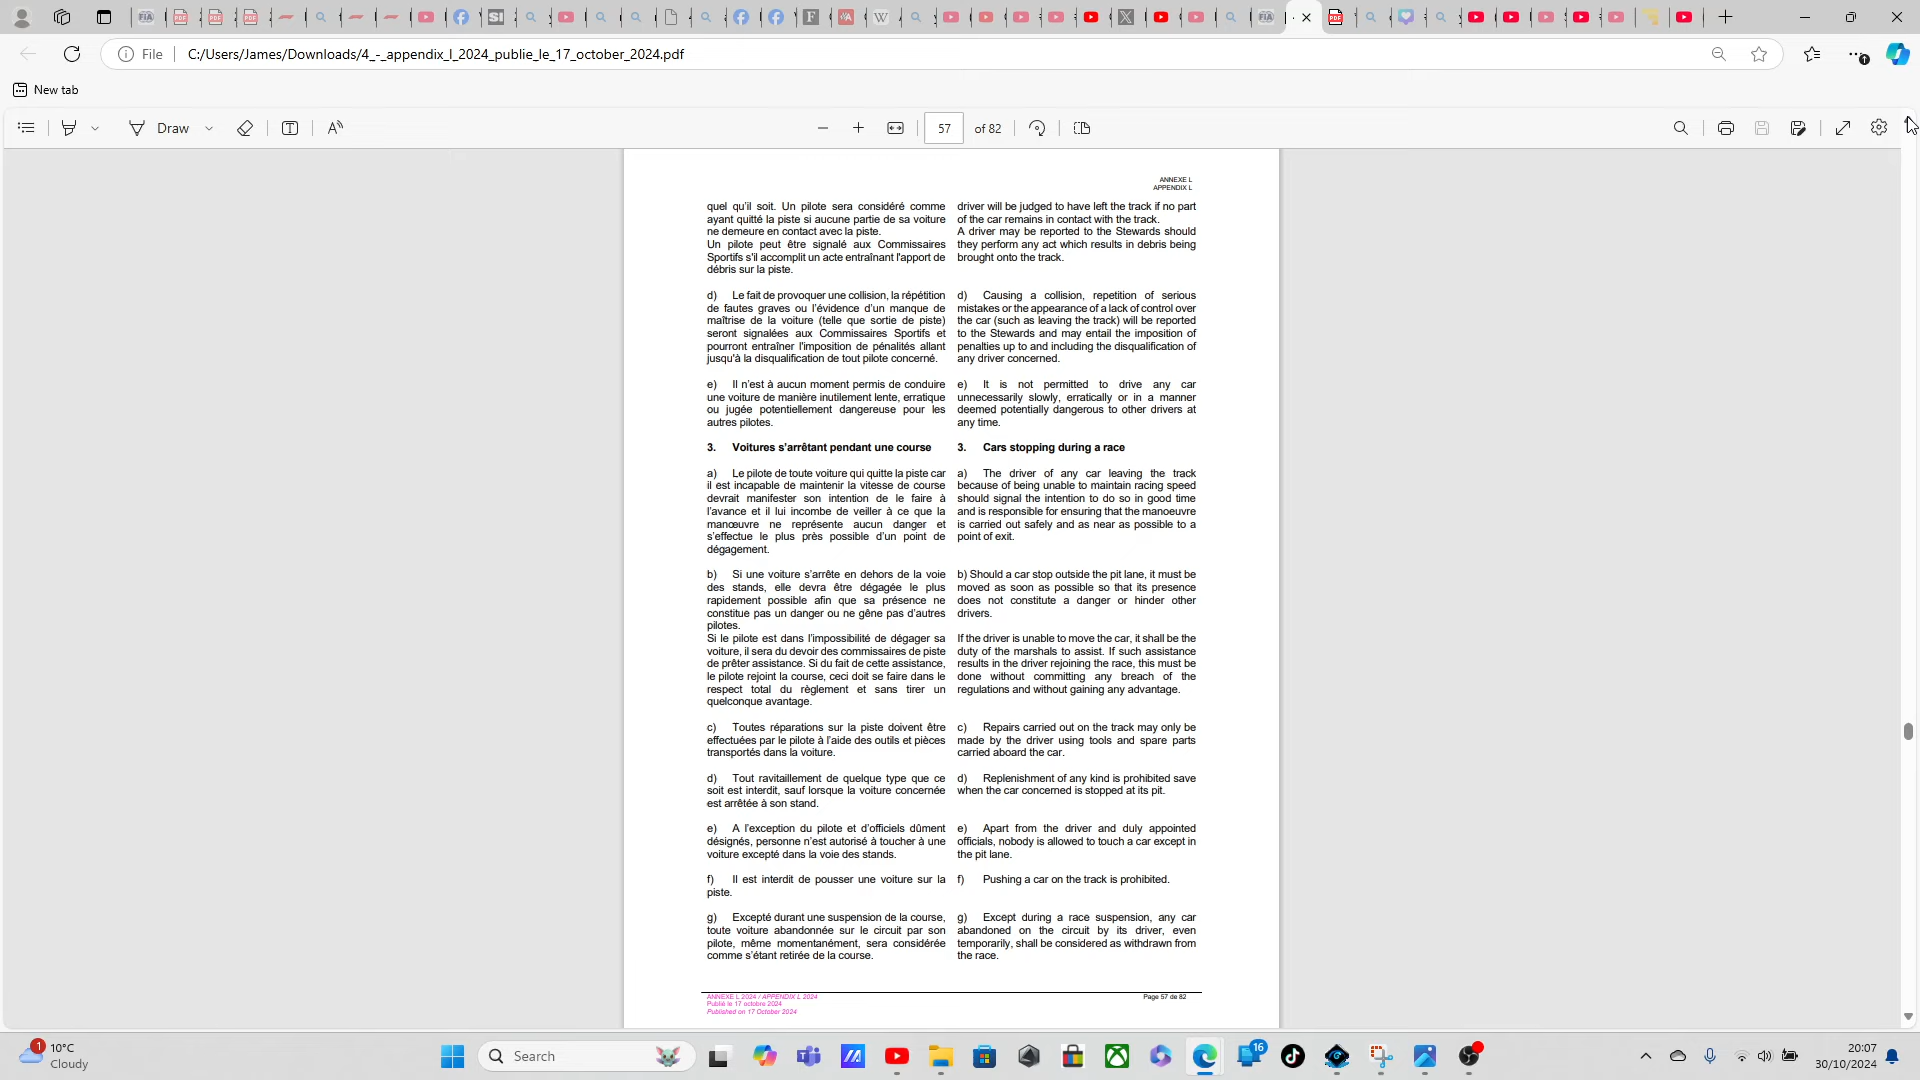 File
C:/Users/James/Downloads/4_-_appendix_l_2024_publie_le_17_october_2024.pdf
New tab
Draw
57
of 82
ANNEXE L
APPENDIX L
quel qu'il soit. Un pilote sera considéré comme
ayant quitté la piste si aucune partie de sa voiture
ne demeure en contact avec la piste.
Un pilote peut être signalé aux Commissaires
Sportifs s'il accomplit un acte entraînant l'apport de
débris sur la piste.
d) Le fait de provoquer une collision, la répétition
de fautes graves ou l'évidence d'un manque de
maîtrise de la voiture (telle que sortie de piste)
seront signalées aux Commissaires Sportifs et
pourront entraîner l'imposition de pénalités allant
jusqu'à la disqualification de tout pilote concerné.
e) Il n'est à aucun moment permis de conduire
une voiture de manière inutilement lente, erratique
ou jugée potentiellement dangereuse pour les
autres pilotes.
3. Voitures s'arrêtant pendant une course
a) Le pilote de toute voiture qui quitte la piste car
il est incapable de maintenir la vitesse de course
devrait manifester son intention de le faire à
l'avance et il lui incombe de veiller à ce que la
manœuvre ne représente aucun danger et
s'effectue le plus près possible d'un point de
dégagement.
b) Si une voiture s'arrête en dehors de la voie
des stands, elle devra être dégagée le plus
rapidement possible afin que sa présence ne
constitue pas un danger ou ne gêne pas d'autres
pilotes.
Si le pilote est dans l'impossibilité de dégager sa
voiture, il sera du devoir des commissaires de piste
de prêter assistance. Si du fait de cette assistance,
le pilote rejoint la course, ceci doit se faire dans le
respect total du règlement et sans tirer un
quelconque avantage.
c) Toutes réparations sur la piste doivent être
effectuées par le pilote à l'aide des outils et pièces
transportés dans la voiture.
d) Tout ravitaillement de quelque type que ce
soit est interdit, sauf lorsque la voiture concernée
est arrêtée à son stand.
e) A l'exception du pilote et d'officiels dûment
désignés, personne n'est autorisé à toucher à une
voiture excepté dans la voie des stands.
f) Il est interdit de pousser une voiture sur la
piste.
g) Excepté durant une suspension de la course,
toute voiture abandonnée sur le circuit par son
pilote, même momentanément, sera considérée
comme s'étant retirée de la course.
driver will be judged to have left the track if no part
of the car remains in contact with the track.
A driver may be reported to the Stewards should
they perform any act which results in debris being
brought onto the track.
d) Causing a collision, repetition of serious
mistakes or the appearance of a lack of control over
the car (such as leaving the track) will be reported
to the Stewards and may entail the imposition of
penalties up to and including the disqualification of
any driver concerned.
e) It is not permitted to drive any car
unnecessarily slowly, erratically or in a manner
deemed potentially dangerous to other drivers at
any time.
3. Cars stopping during a race
a) The driver of any car leaving the track
because of being unable to maintain racing speed
should signal the intention to do so in good time
and is responsible for ensuring that the manoeuvre
is carried out safely and as near as possible to a
point of exit.
b) Should a car stop outside the pit lane, it must be
moved as soon as possible so that its presence
does not constitute a danger or hinder other
drivers.
If the driver is unable to move the car, it shall be the
duty of the marshals to assist. If such assistance
results in the driver rejoining the race, this must be
done without committing any breach of the
regulations and without gaining any advantage.
c) Repairs carried out on the track may only be
made by the driver using tools and spare parts
carried aboard the car.
d) Replenishment of any kind is prohibited save
when the car concerned is stopped at its pit.
e) Apart from the driver and duly appointed
officials, nobody is allowed to touch a car except in
the pit lane.
f) Pushing a car on the track is prohibited.
g) Except during a race suspension, any car
abandoned on the circuit by its driver, even
temporarily, shall be considered as withdrawn from
the race.
ANNEXE L 2024 / APPENDIX L 2024
Publié le 17 octobre 2024
Published on 17 October 2024
Page 57 de 82
1
10°C
Cloudy
Search
16
20:07
30/10/2024